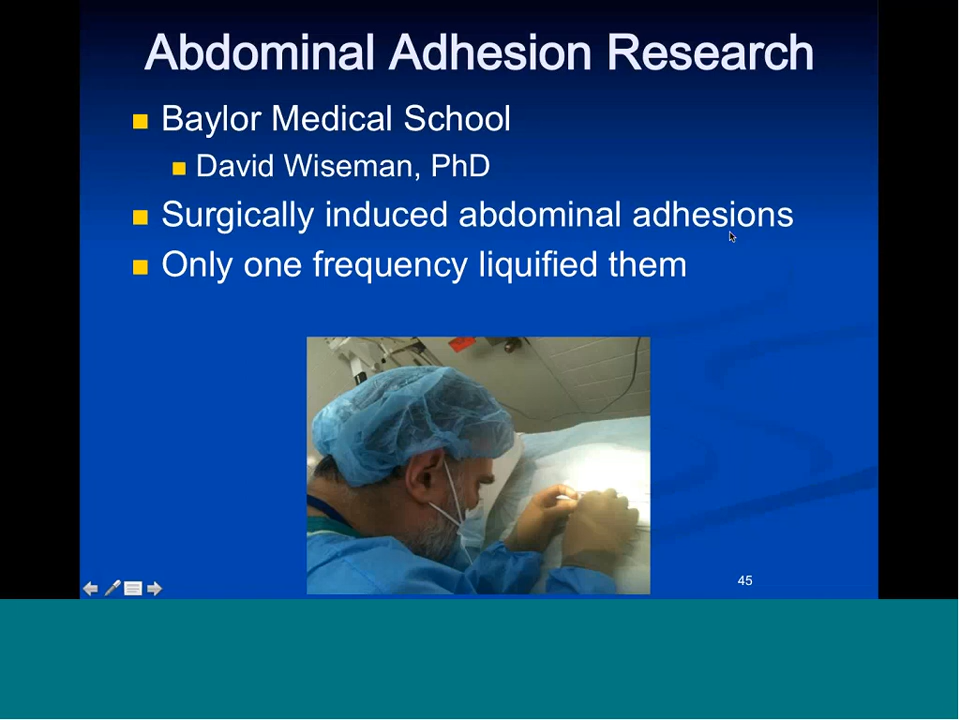 Abdominal Adhesion Research
Baylor Medical School
David Wiseman, PhD
Surgically induced abdominal adhesions
Only one frequency liquified them
45